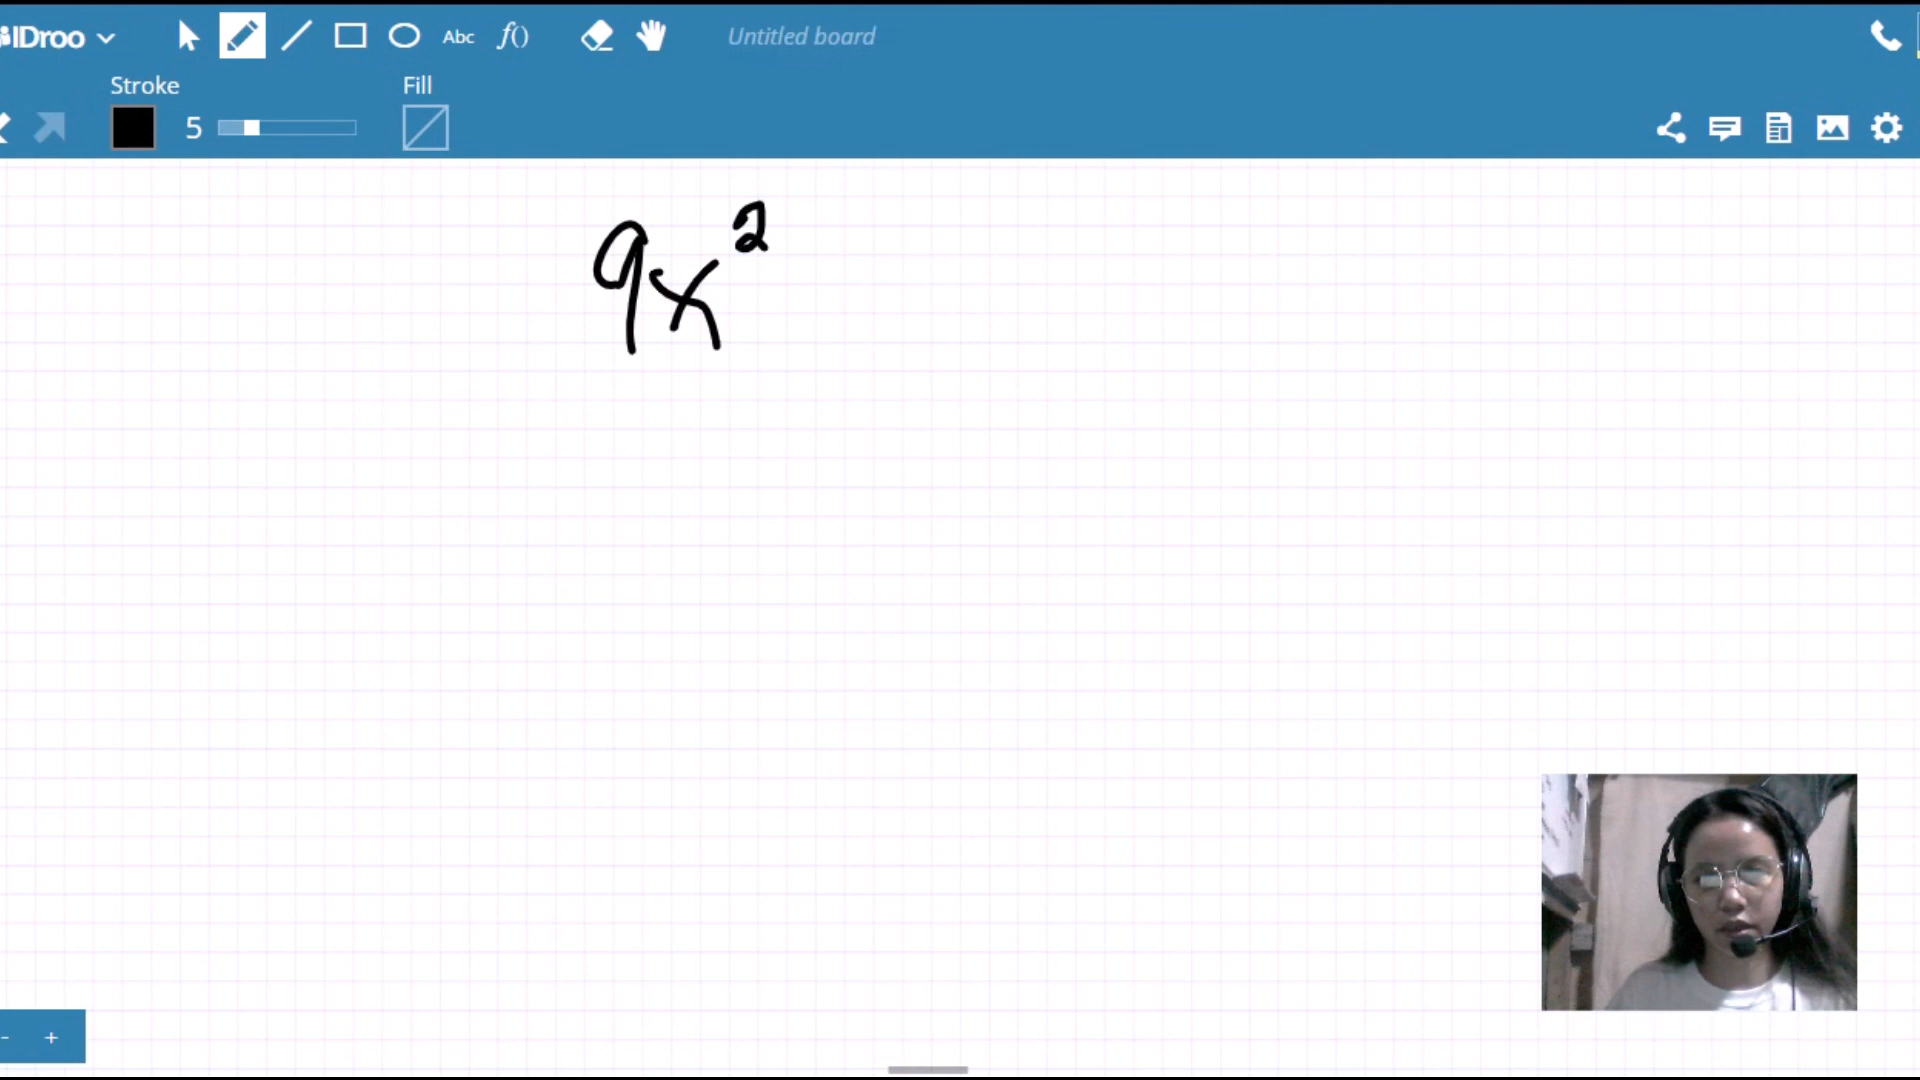 IDroo Abc f() Untitled board
Stroke Fill
5
9x²
- +